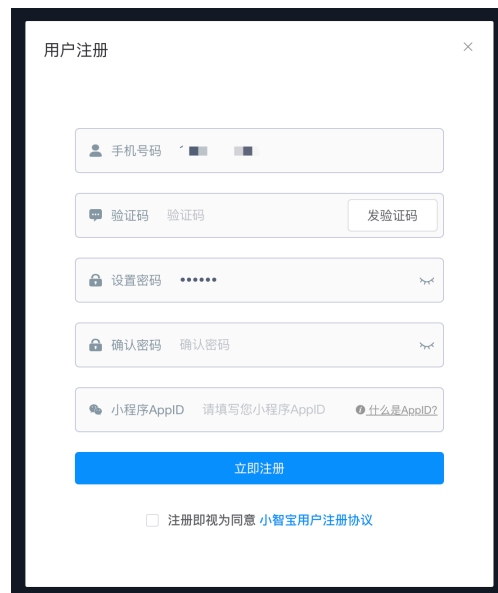 用户注册
手机号码
验证码 验证码 发验证码
设置密码 ••••••
确认密码 确认密码
小程序AppID 请填写您小程序AppID 什么是AppID?
立即注册
注册即视为同意 小智宝用户注册协议